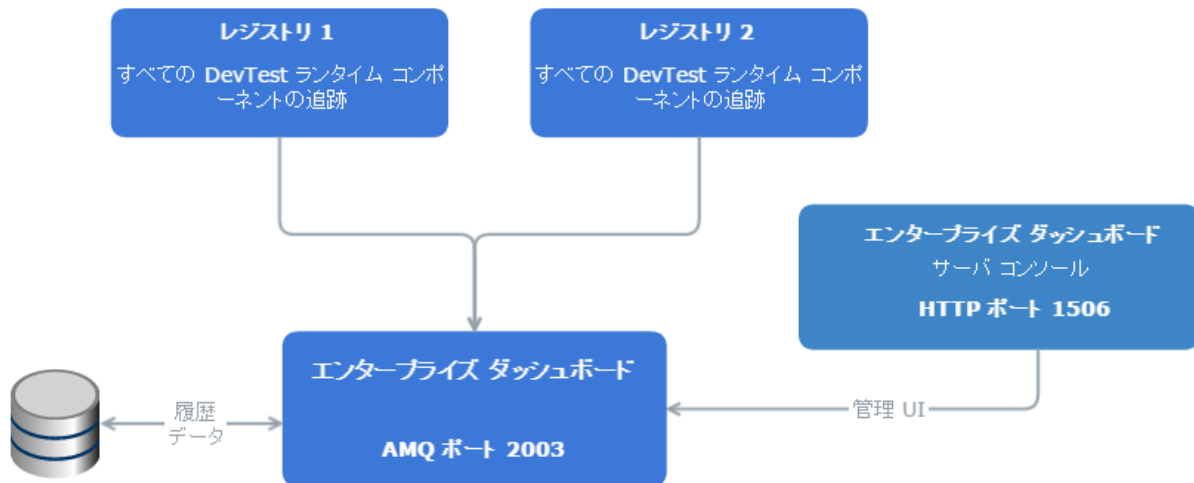 レジストリ 1
すべての DevTest ランタイム コンポ
ーネントの追跡
レジストリ 2
すべての DevTest ランタイム コンポ
ーネントの追跡
エンタープライズ ダッシュボード
サーバ コンソール
HTTP ポート 1506
エンタープライズ ダッシュボード
AMQ ポート 2003
履歴
データ
管理 UI